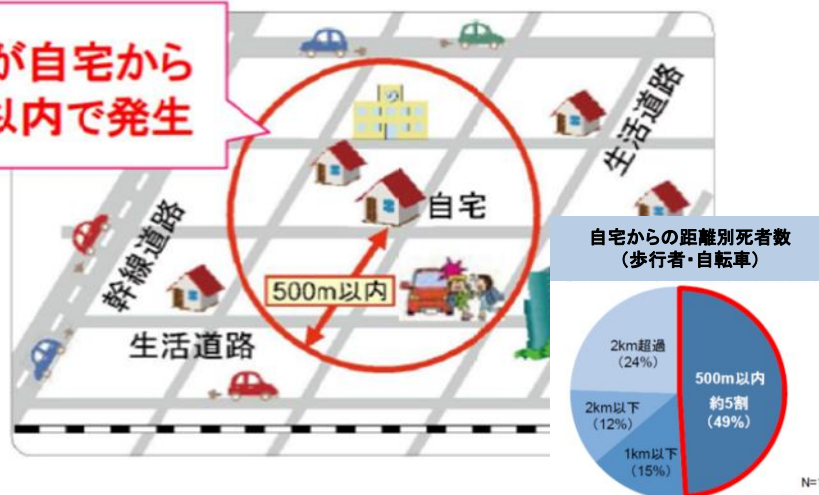 が自宅から
以内で発生
生活道路
自宅
幹線道路
500m以内
生活道路
自宅からの距離別死者数
(歩行者・自転車)
2km超過
(24%)
500m以内
約5割
(49%)
2km以下
(12%)
1km以下
(15%)